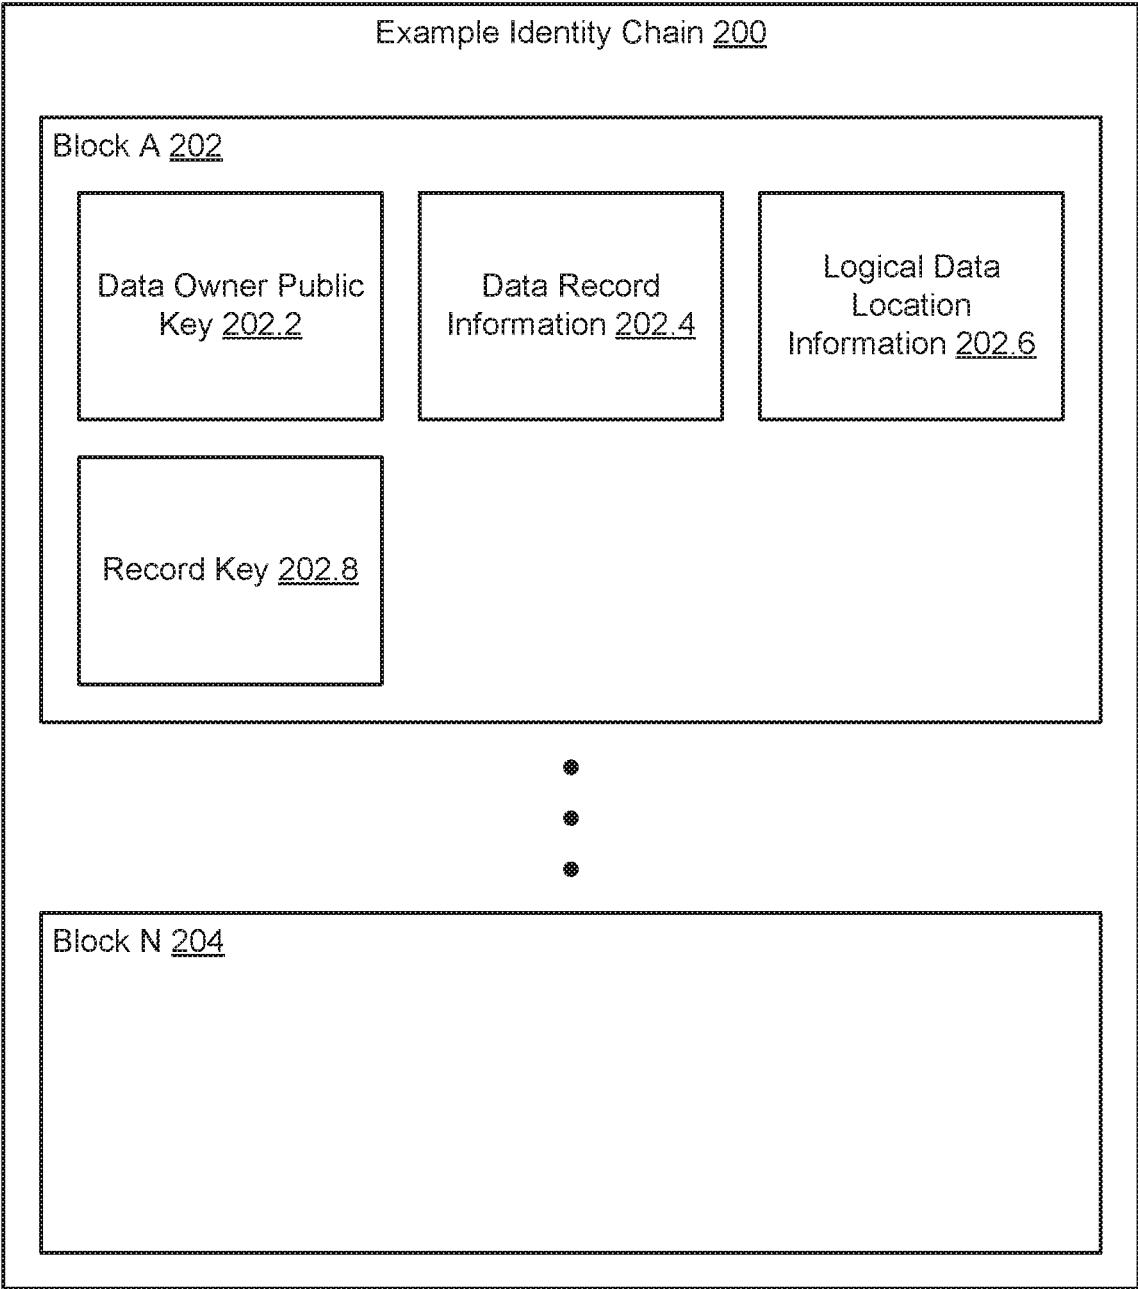 Example Identity Chain 200
Block A 202
Data Owner Public
Key 202.2
Data Record
Information 202.4
Logical Data
Location
Information 202.6
Record Key 202.8
Block N 204